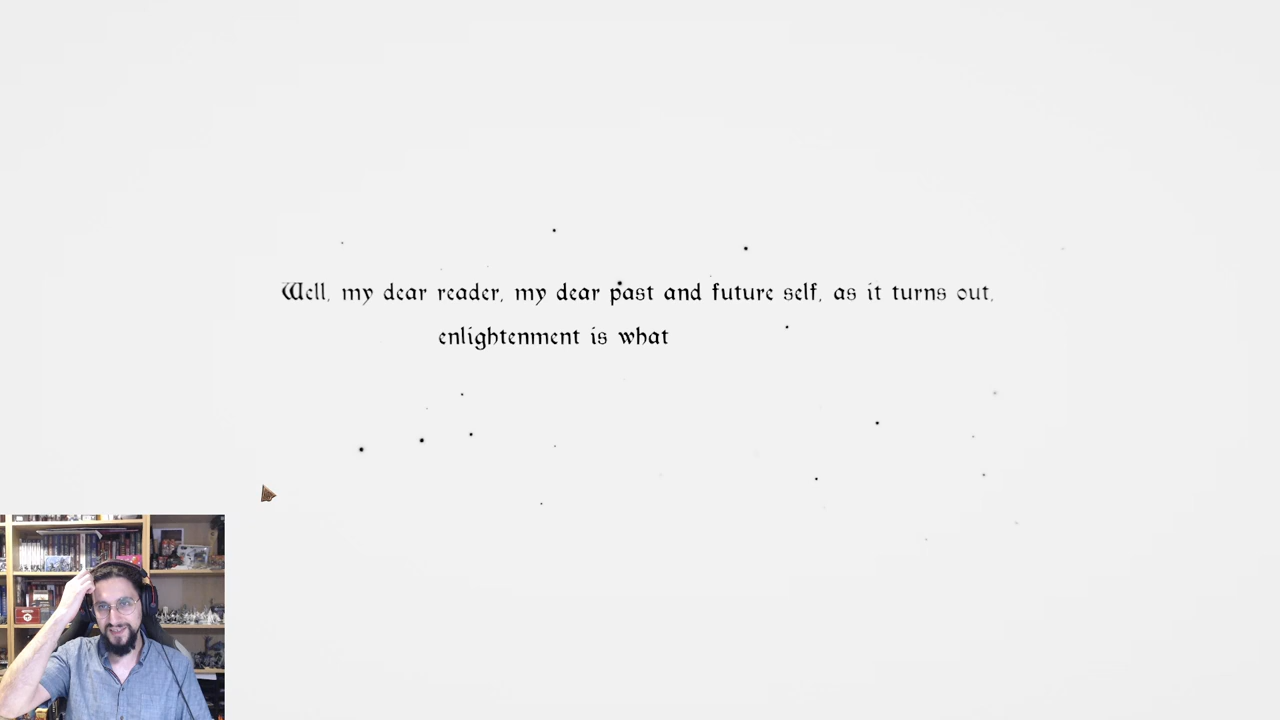 Well, my dear reader, my dear past and future self, as it turns out,
enlightenment is what